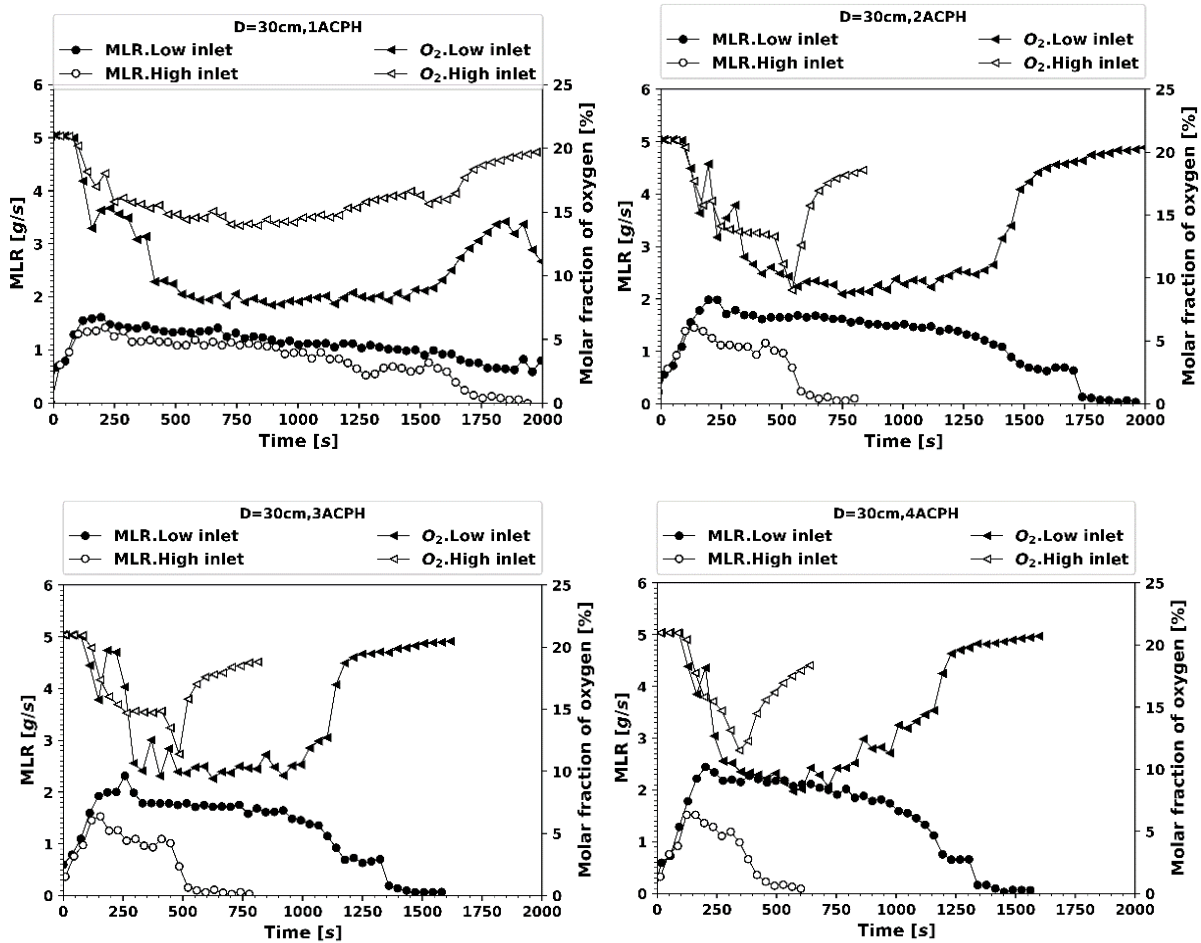 D=30cm,1ACPH
MLR.Low inlet
O₂.Low inlet
MLR.High inlet
O₂.High inlet
6
5
4
3
2
1
0
MLR [g/s]
25
20
15
10
5
0
Molar fraction of oxygen [%]
0 250 500 750 1000 1250 1500 1750 2000
Time [s]
D=30cm,2ACPH
MLR.Low inlet
O₂.Low inlet
MLR.High inlet
O₂.High inlet
6
5
4
3
2
1
0
MLR [g/s]
25
20
15
10
5
0
Molar fraction of oxygen [%]
0 250 500 750 1000 1250 1500 1750 2000
Time [s]
D=30cm,3ACPH
MLR.Low inlet
O₂.Low inlet
MLR.High inlet
O₂.High inlet
6
5
4
3
2
1
0
MLR [g/s]
25
20
15
10
5
0
Molar fraction of oxygen [%]
0 250 500 750 1000 1250 1500 1750 2000
Time [s]
D=30cm,4ACPH
MLR.Low inlet
O₂.Low inlet
MLR.High inlet
O₂.High inlet
6
5
4
3
2
1
0
MLR [g/s]
25
20
15
10
5
0
Molar fraction of oxygen [%]
0 250 500 750 1000 1250 1500 1750 2000
Time [s]